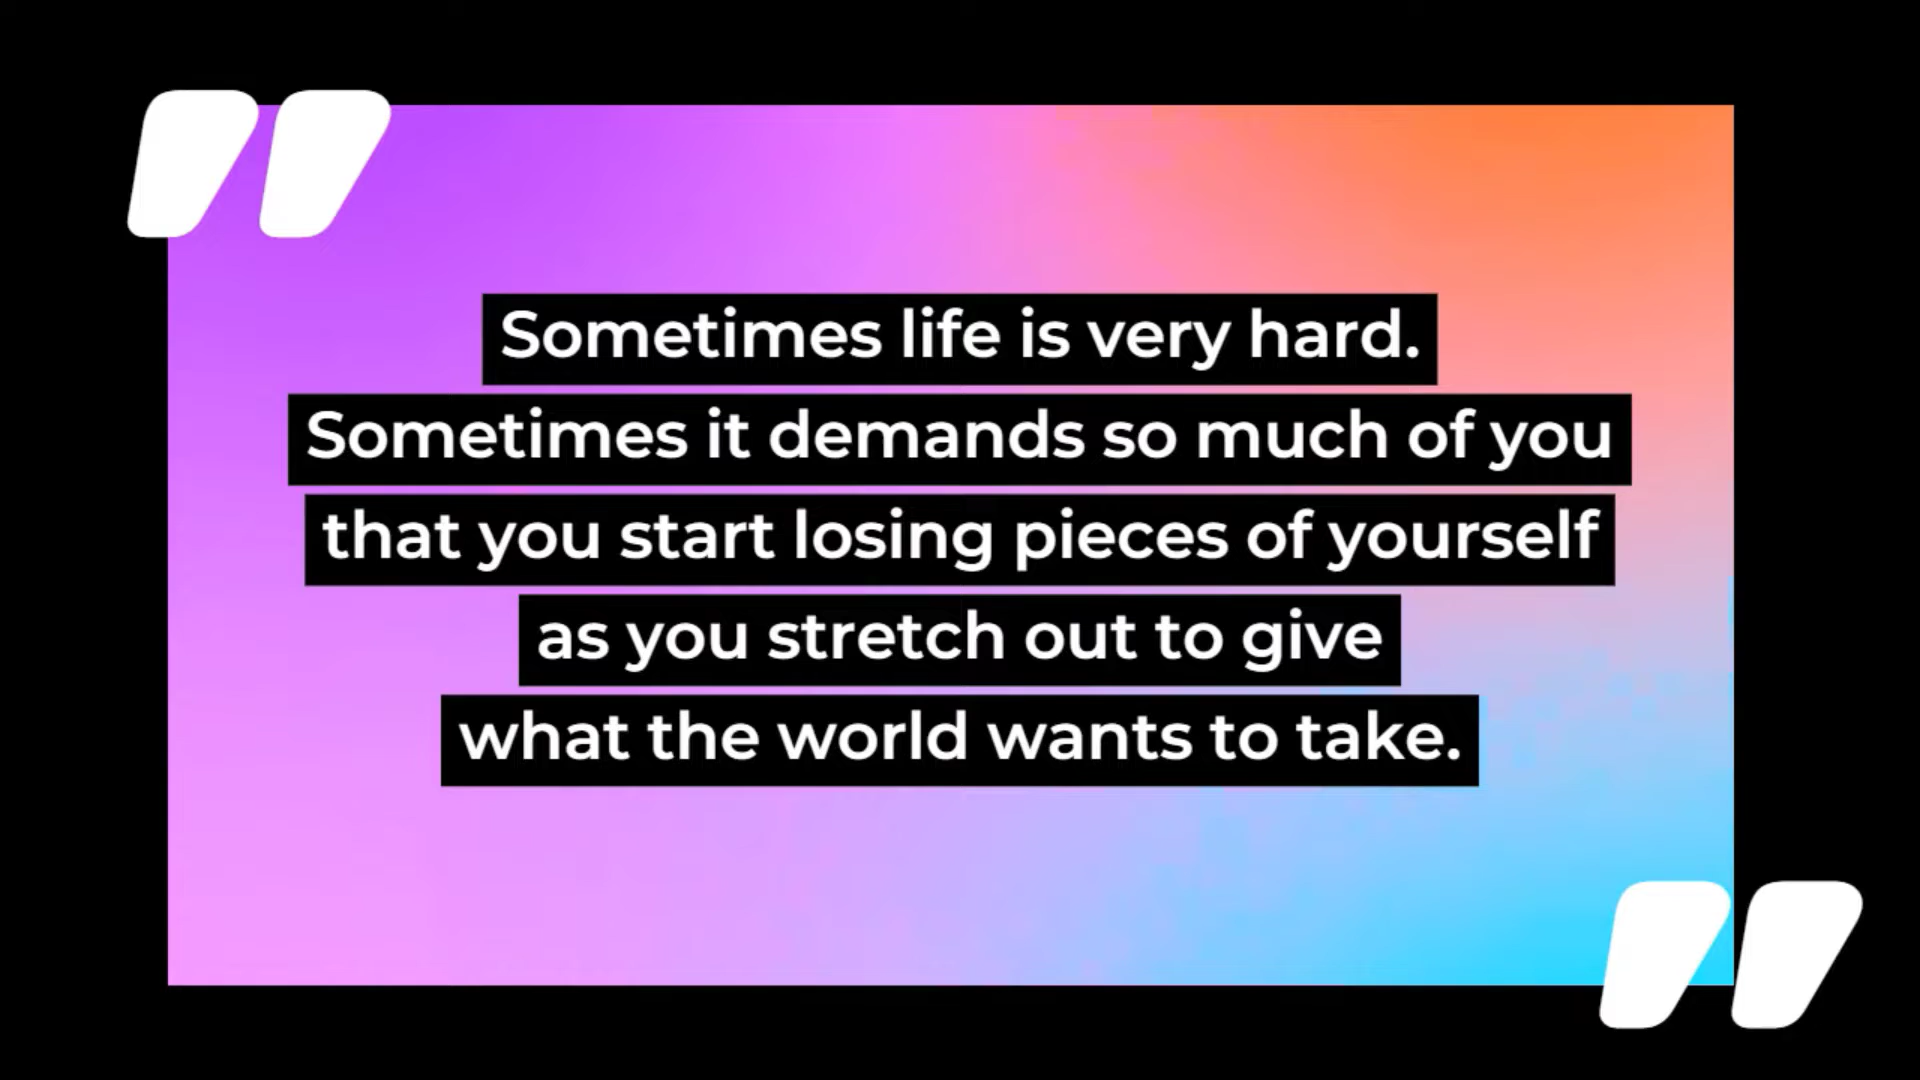 Sometimes life is very hard.
Sometimes it demands so much of you
that you start losing pieces of yourself
as you stretch out to give
what the world wants to take.